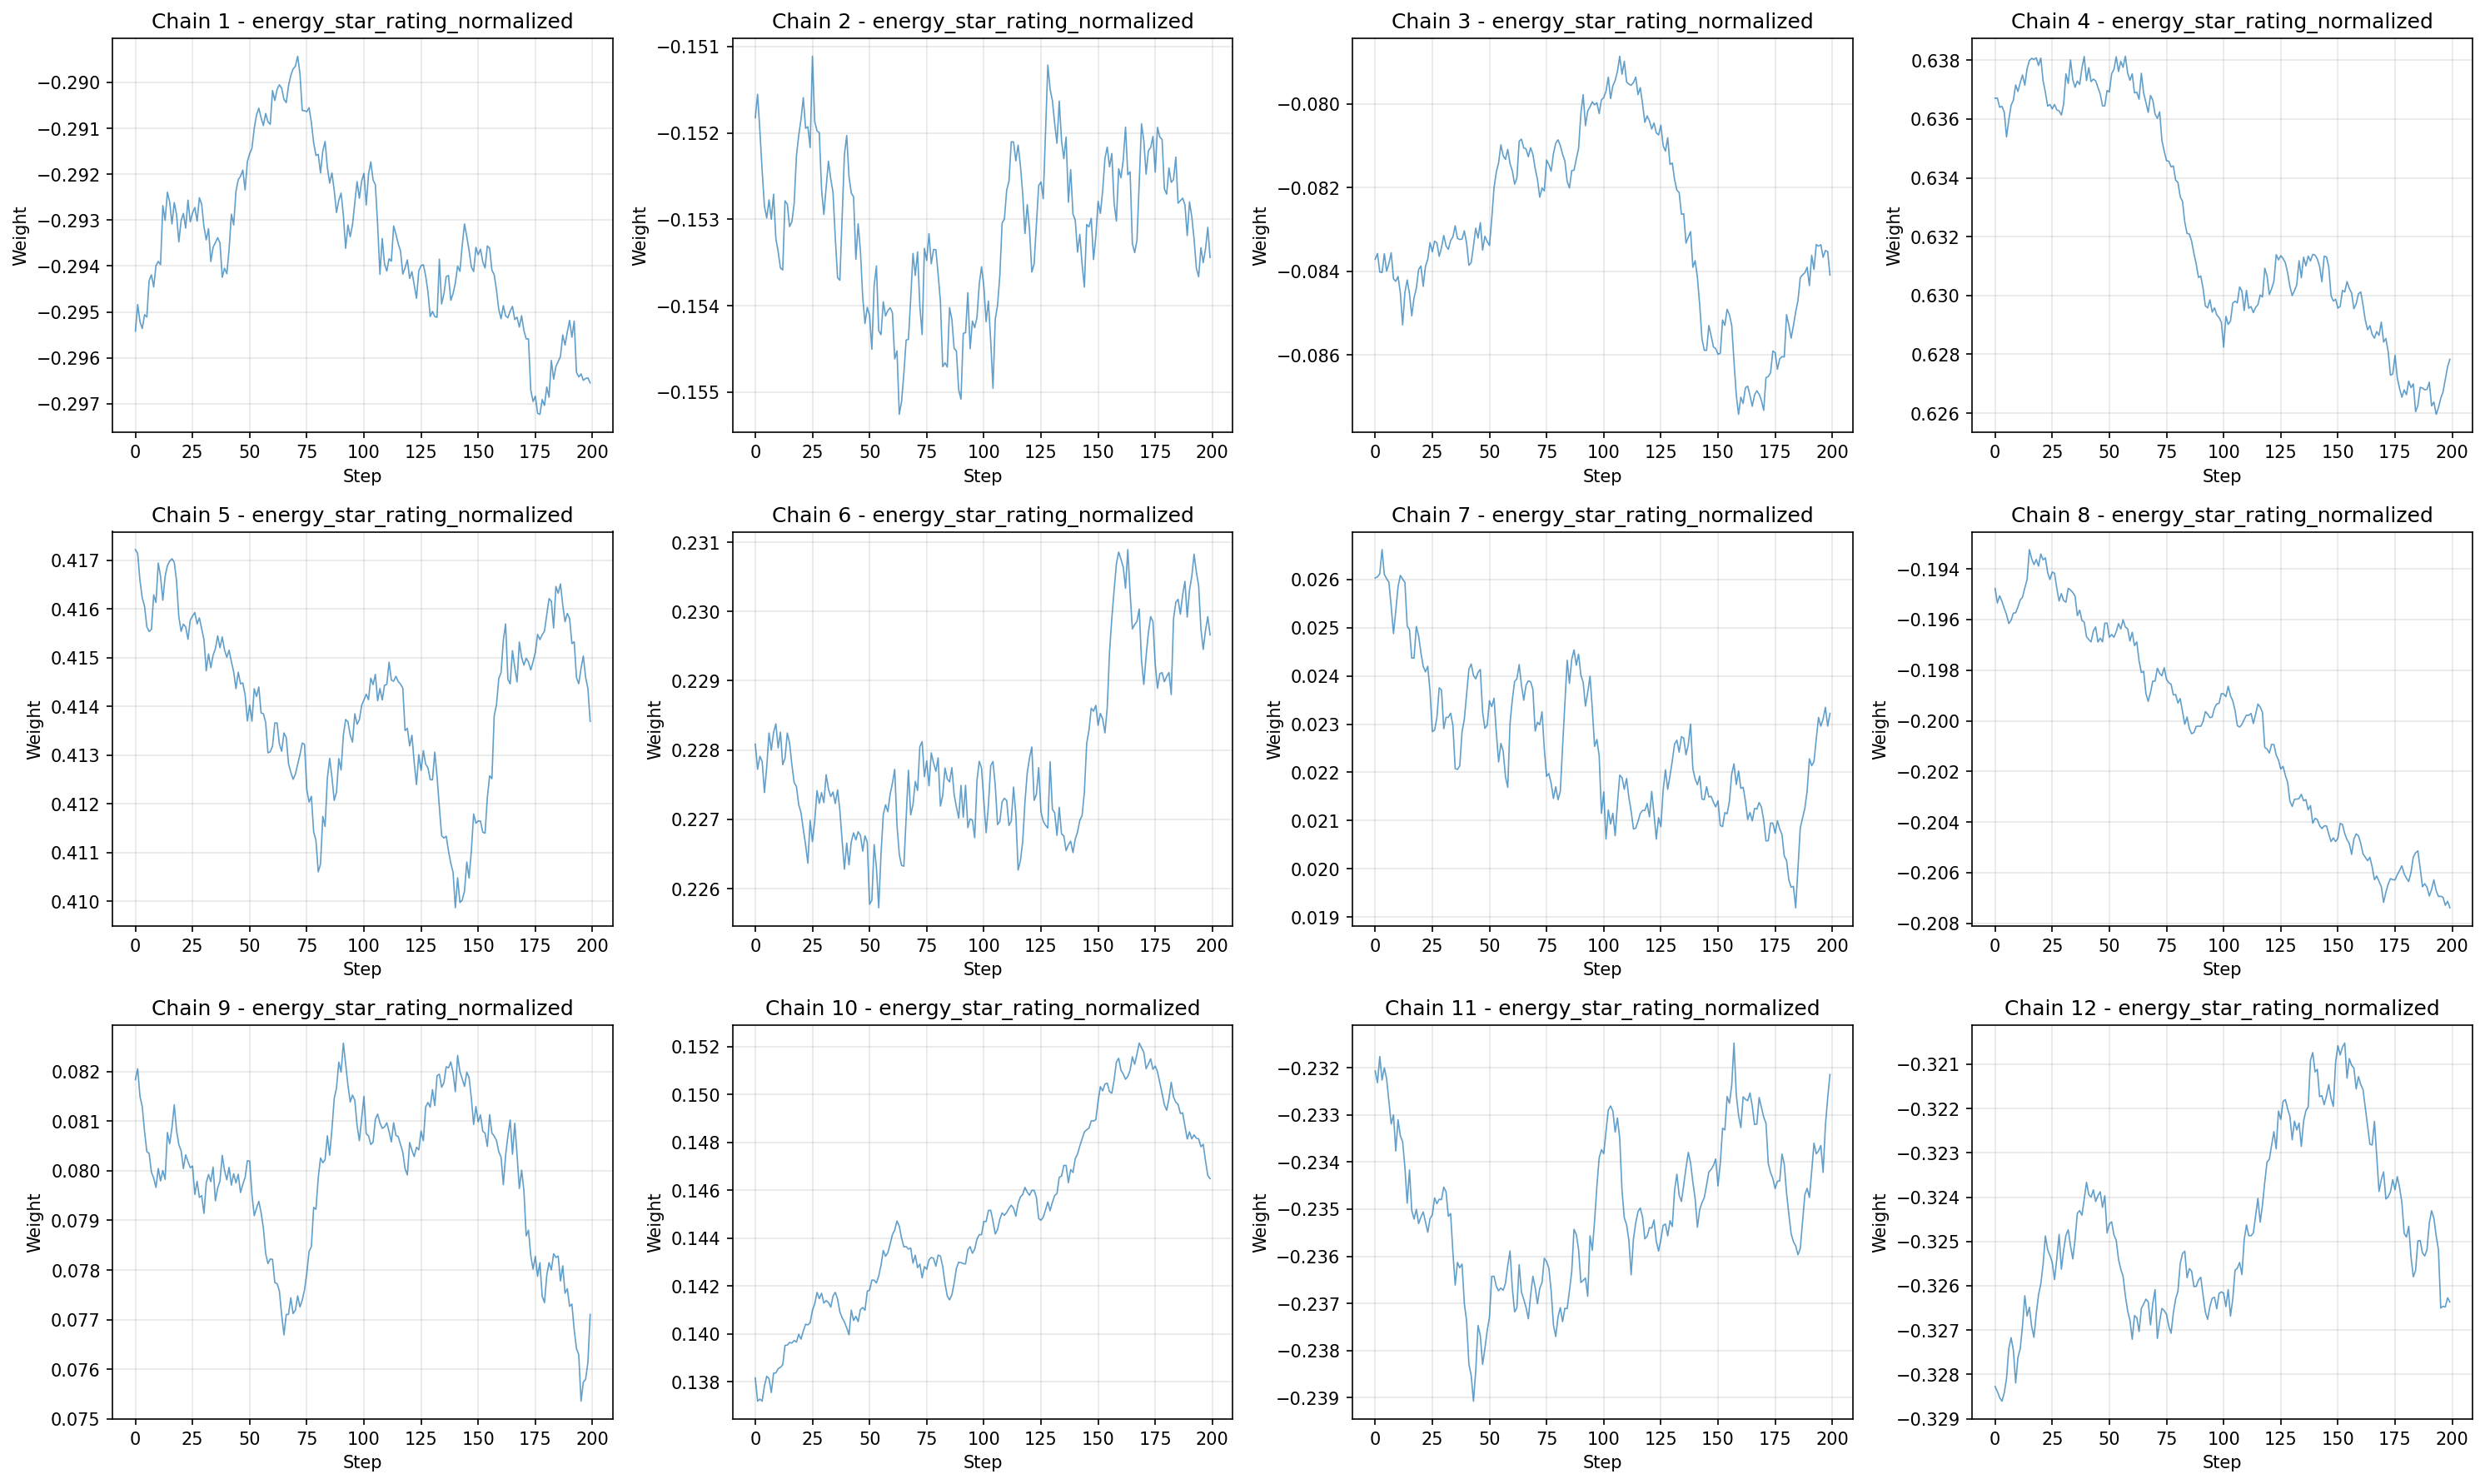 Chain 1 - energy_star_rating_normalized
Weight
−0.290
−0.291
−0.292
−0.293
−0.294
−0.295
−0.296
−0.297
0 25 50 75 100 125 150 175 200
Step
Chain 2 - energy_star_rating_normalized
Weight
−0.151
−0.152
−0.153
−0.154
−0.155
0 25 50 75 100 125 150 175 200
Step
Chain 3 - energy_star_rating_normalized
Weight
−0.080
−0.082
−0.084
−0.086
0 25 50 75 100 125 150 175 200
Step
Chain 4 - energy_star_rating_normalized
Weight
0.638
0.636
0.634
0.632
0.630
0.628
0.626
0 25 50 75 100 125 150 175 200
Step
Chain 5 - energy_star_rating_normalized
Weight
0.417
0.416
0.415
0.414
0.413
0.412
0.411
0.410
0 25 50 75 100 125 150 175 200
Step
Chain 6 - energy_star_rating_normalized
Weight
0.231
0.230
0.229
0.228
0.227
0.226
0 25 50 75 100 125 150 175 200
Step
Chain 7 - energy_star_rating_normalized
Weight
0.026
0.025
0.024
0.023
0.022
0.021
0.020
0.019
0 25 50 75 100 125 150 175 200
Step
Chain 8 - energy_star_rating_normalized
Weight
−0.194
−0.196
−0.198
−0.200
−0.202
−0.204
−0.206
−0.208
0 25 50 75 100 125 150 175 200
Step
Chain 9 - energy_star_rating_normalized
Weight
0.082
0.081
0.080
0.079
0.078
0.077
0.076
0.075
0 25 50 75 100 125 150 175 200
Step
Chain 10 - energy_star_rating_normalized
Weight
0.152
0.150
0.148
0.146
0.144
0.142
0.140
0.138
0 25 50 75 100 125 150 175 200
Step
Chain 11 - energy_star_rating_normalized
Weight
−0.232
−0.233
−0.234
−0.235
−0.236
−0.237
−0.238
−0.239
0 25 50 75 100 125 150 175 200
Step
Chain 12 - energy_star_rating_normalized
Weight
−0.321
−0.322
−0.323
−0.324
−0.325
−0.326
−0.327
−0.328
−0.329
0 25 50 75 100 125 150 175 200
Step